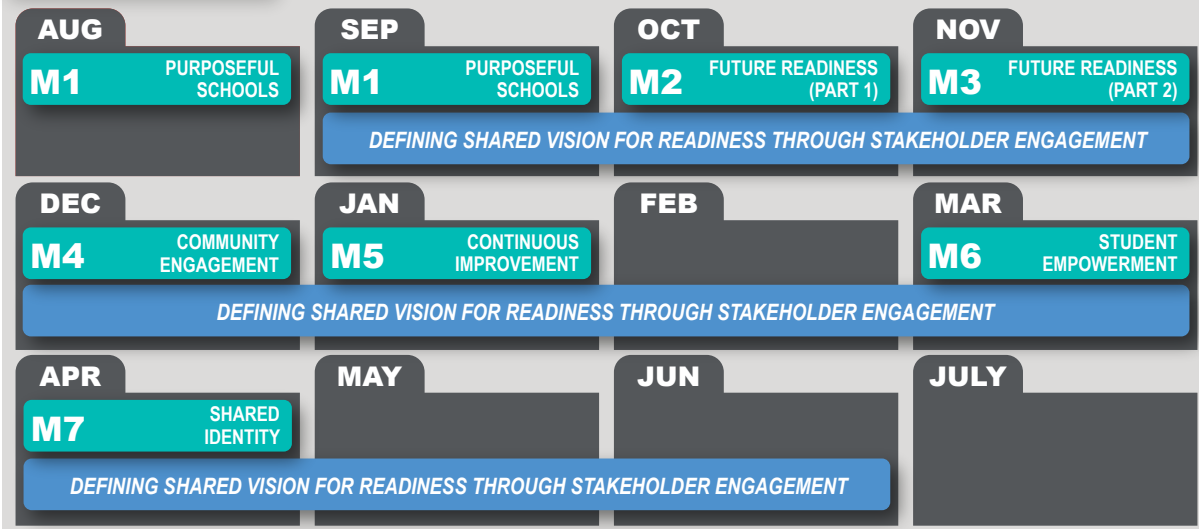 AUG
M1
PURPOSEFUL
SCHOOLS
SEP
M1
PURPOSEFUL
SCHOOLS
OCT
M2
FUTURE READINESS
(PART 1)
NOV
M3
FUTURE READINESS
(PART 2)
DEFINING SHARED VISION FOR READINESS THROUGH STAKEHOLDER ENGAGEMENT
DEC
M4
COMMUNITY
ENGAGEMENT
JAN
M5
CONTINUOUS
IMPROVEMENT
FEB
MAR
M6
STUDENT
EMPOWERMENT
DEFINING SHARED VISION FOR READINESS THROUGH STAKEHOLDER ENGAGEMENT
APR
M7
SHARED
IDENTITY
MAY
JUN
JULY
DEFINING SHARED VISION FOR READINESS THROUGH STAKEHOLDER ENGAGEMENT